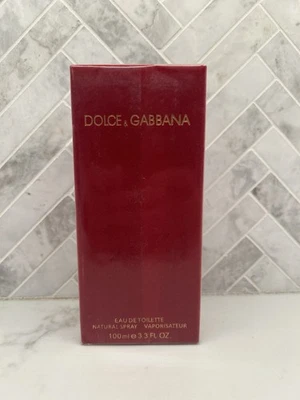 DOLCE & GABBANA
EAU DE TOILETTE
NATURAL SPRAY VAPORISATEUR
100 ml ℮ 3.3 FL. OZ